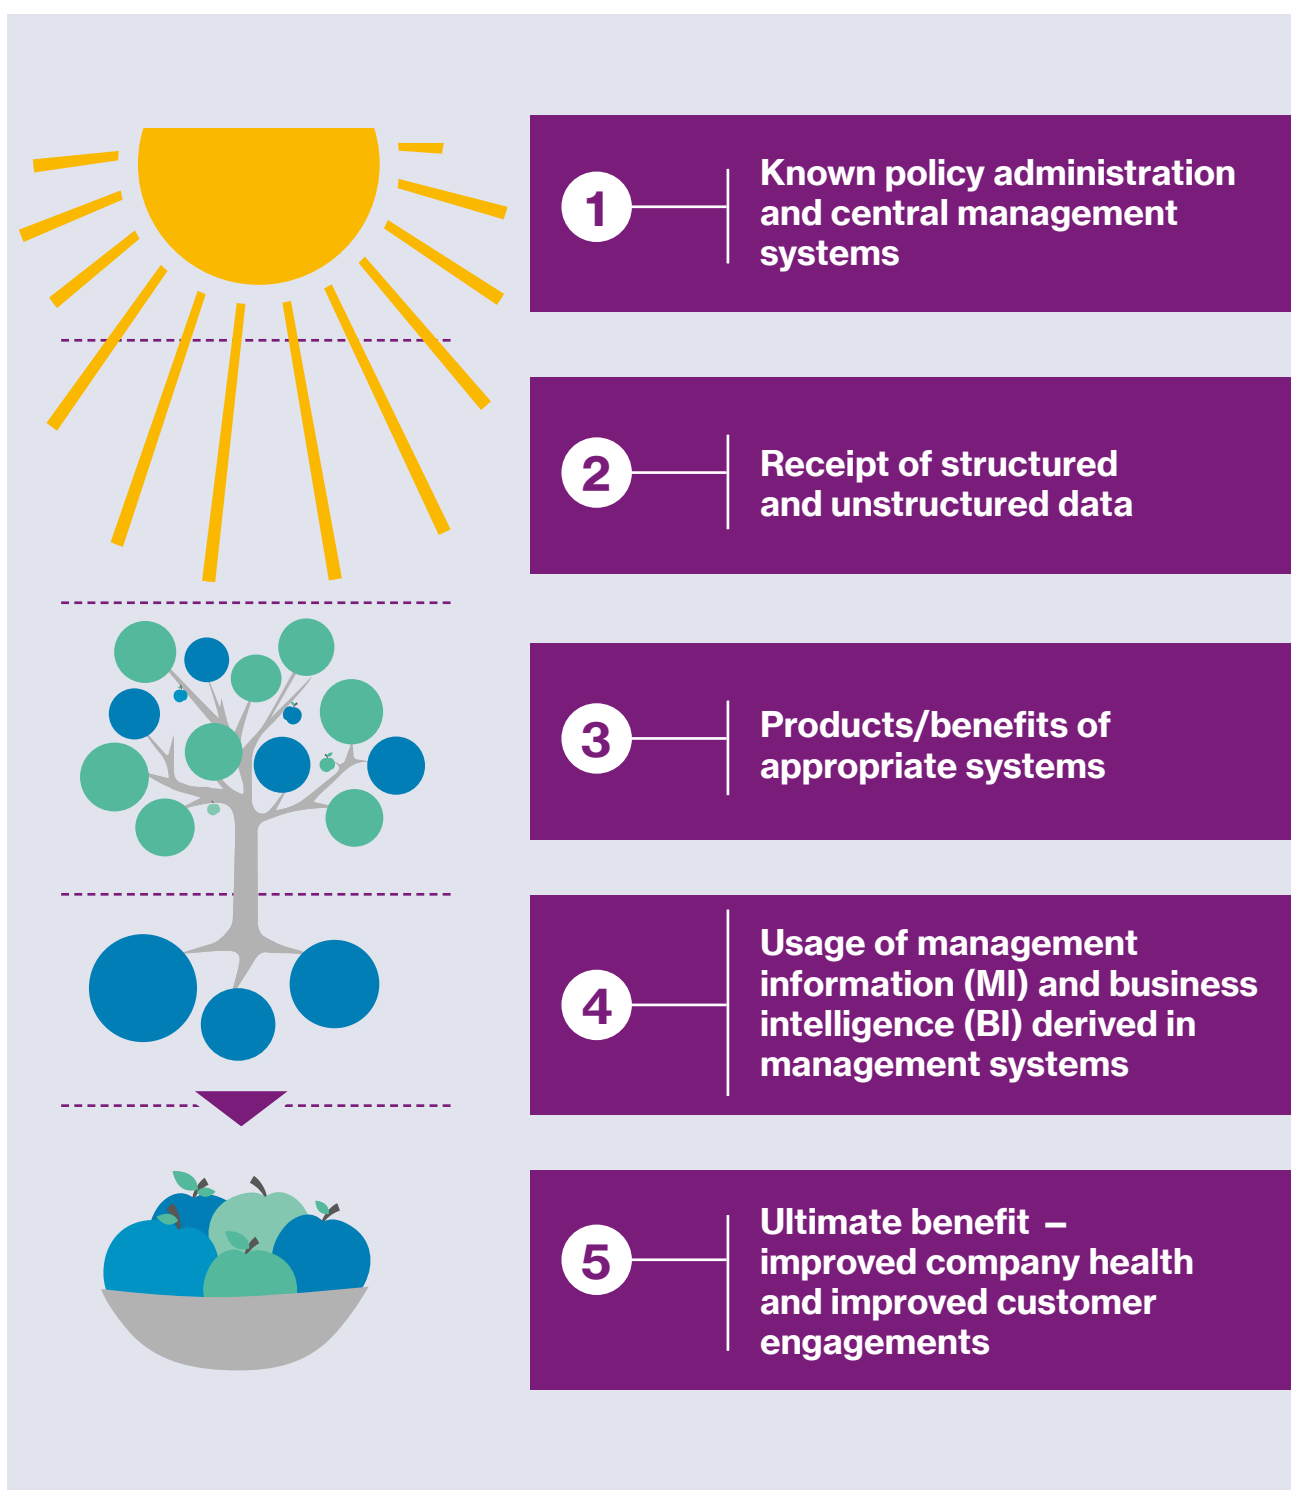 1
Known policy administration
and central management
systems
2
Receipt of structured
and unstructured data
3
Products/benefits of
appropriate systems
4
Usage of management
information (MI) and business
intelligence (BI) derived in
management systems
5
Ultimate benefit –
improved company health
and improved customer
engagements